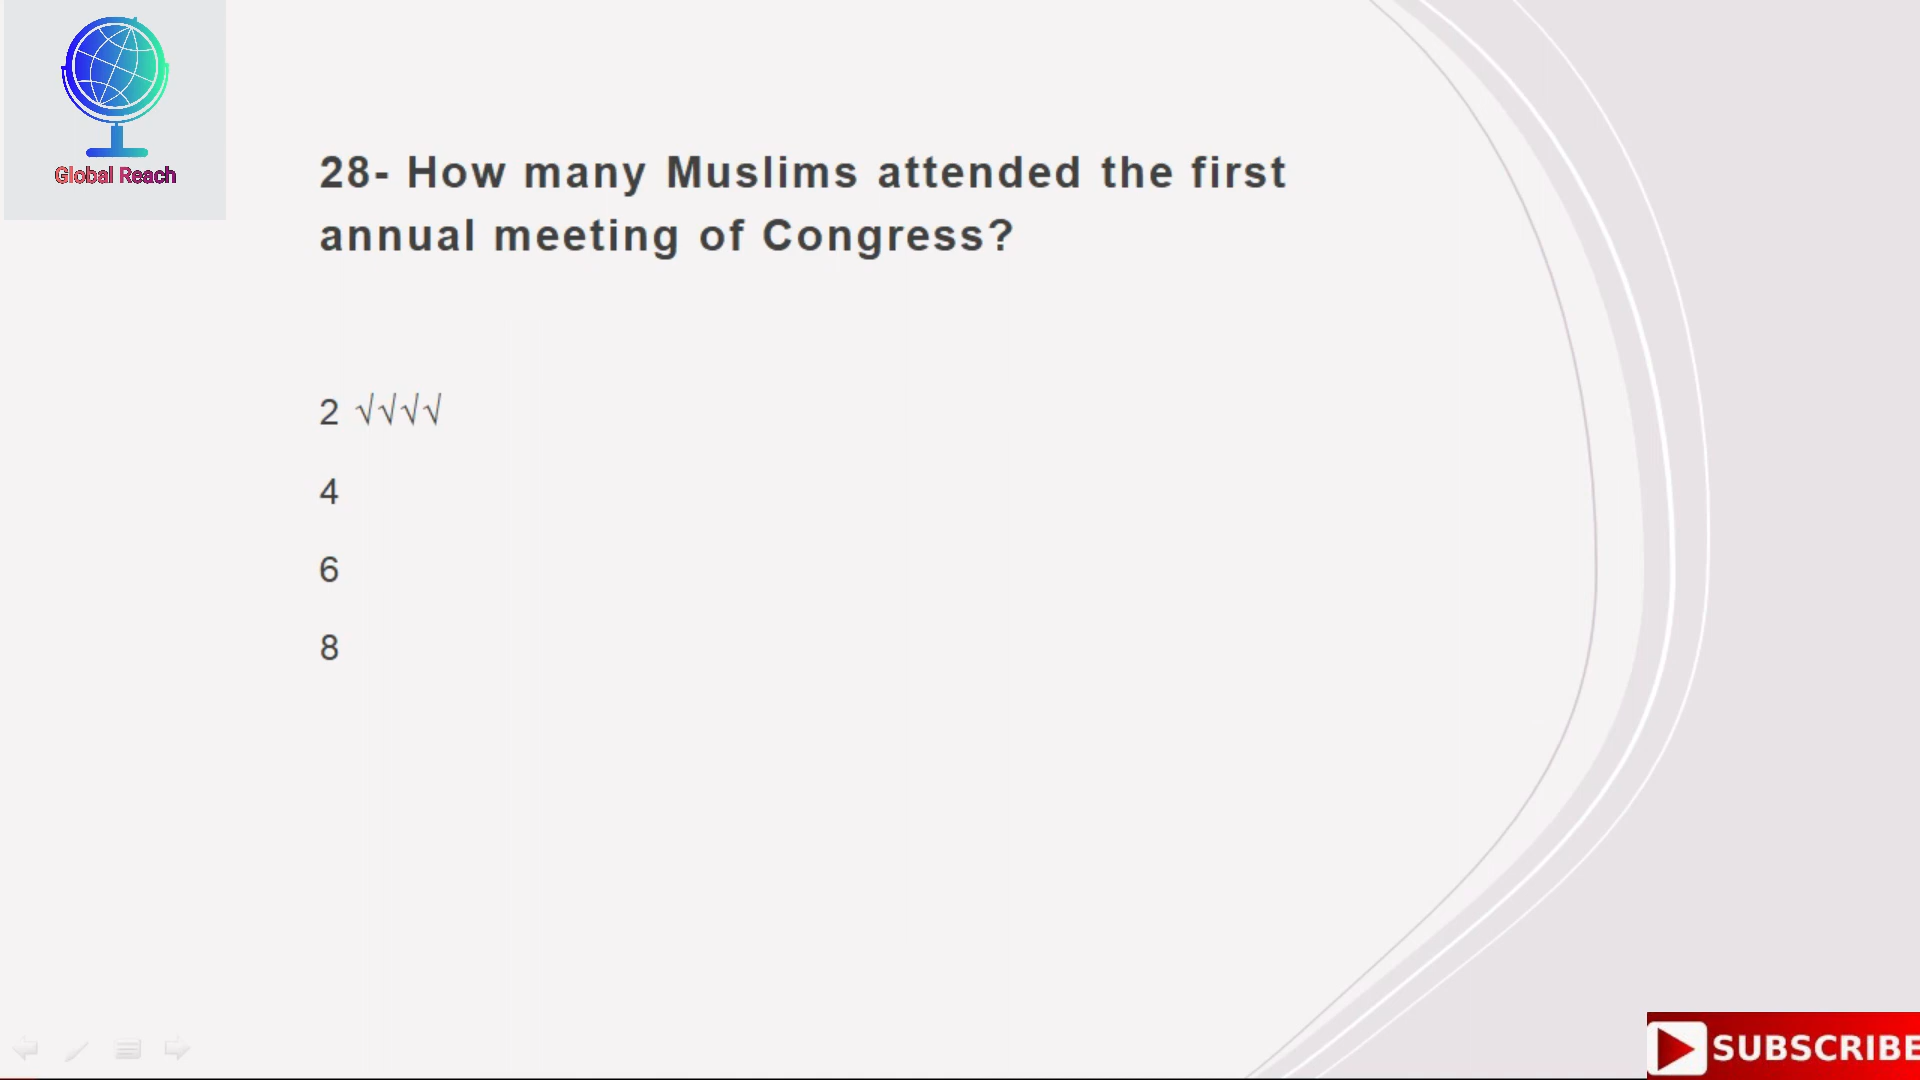 Global Reach
28- How many Muslims attended the first
annual meeting of Congress?
2 √√√√
4
6
8
SUBSCRIBE